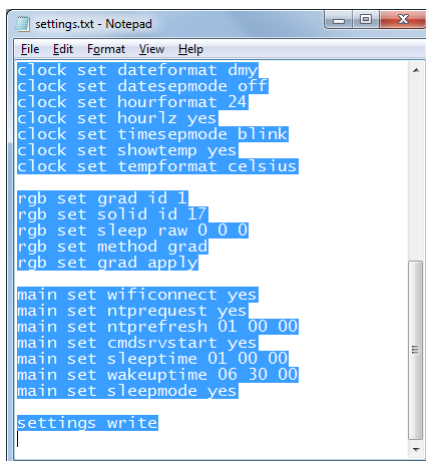 settings.txt - Notepad
File Edit Format View Help
clock set dateformat dmy
clock set datesepmode off
clock set hourformat 24
clock set hourlz yes
clock set timesepmode blink
clock set showtemp yes
clock set tempformat celsius
rgb set grad id 1
rgb set solid id 17
rgb set sleep raw 0 0 0
rgb set method grad
rgb set grad apply
main set wificonnect yes
main set ntprequest yes
main set ntprefresh 01 00 00
main set cmdsrvstart yes
main set sleeptime 01 00 00
main set wakeuptime 06 30 00
main set sleepmode yes
settings write